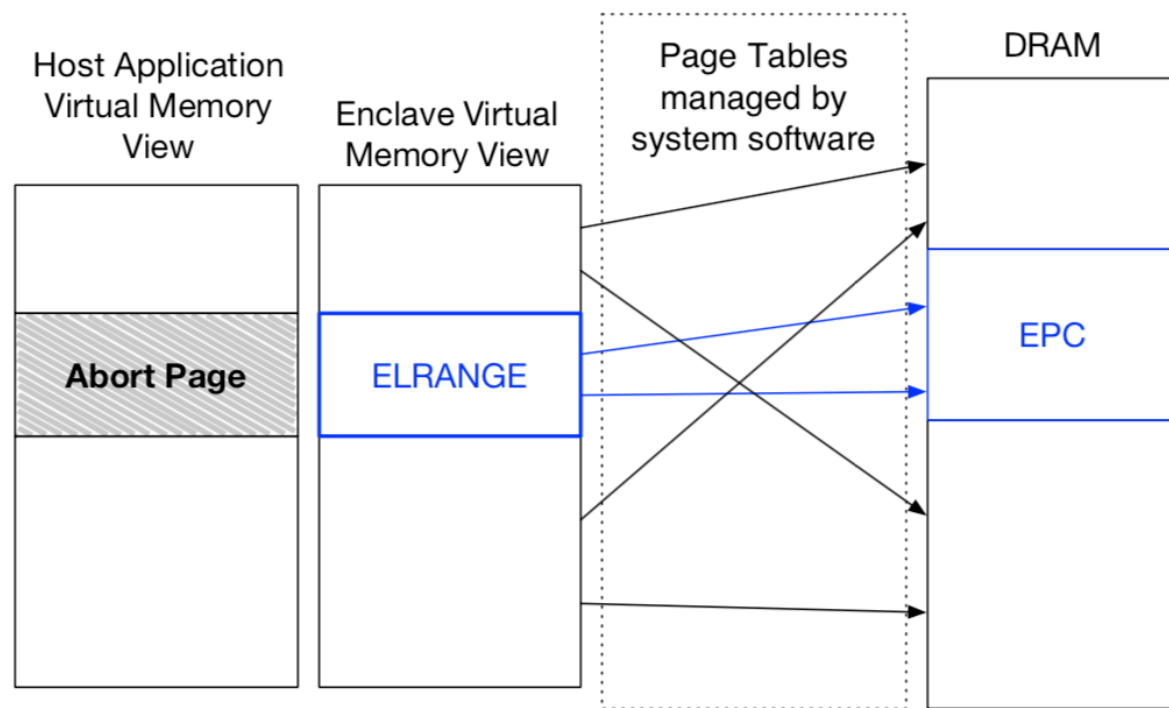 Host Application
Virtual Memory
View
Enclave Virtual
Memory View
Page Tables
managed by
system software
DRAM
Abort Page
ELRANGE
EPC